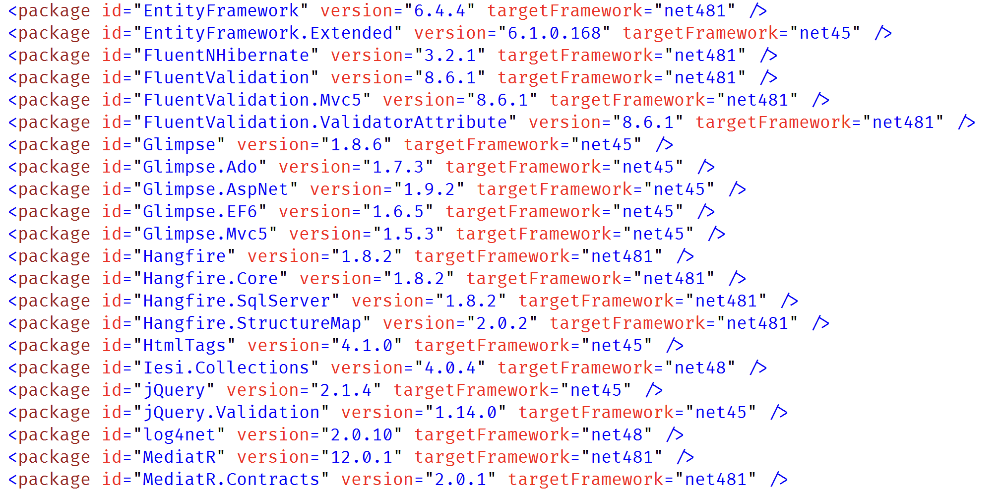 <package id="EntityFramework" version="6.4.4" targetFramework="net481" />
<package id="EntityFramework.Extended" version="6.1.0.168" targetFramework="net45" />
<package id="FluentNHibernate" version="3.2.1" targetFramework="net481" />
<package id="FluentValidation" version="8.6.1" targetFramework="net481" />
<package id="FluentValidation.Mvc5" version="8.6.1" targetFramework="net481" />
<package id="FluentValidation.ValidatorAttribute" version="8.6.1" targetFramework="net481" />
<package id="Glimpse" version="1.8.6" targetFramework="net45" />
<package id="Glimpse.Ado" version="1.7.3" targetFramework="net45" />
<package id="Glimpse.AspNet" version="1.9.2" targetFramework="net45" />
<package id="Glimpse.EF6" version="1.6.5" targetFramework="net45" />
<package id="Glimpse.Mvc5" version="1.5.3" targetFramework="net45" />
<package id="Hangfire" version="1.8.2" targetFramework="net481" />
<package id="Hangfire.Core" version="1.8.2" targetFramework="net481" />
<package id="Hangfire.SqlServer" version="1.8.2" targetFramework="net481" />
<package id="Hangfire.StructureMap" version="2.0.2" targetFramework="net481" />
<package id="HtmlTags" version="4.1.0" targetFramework="net45" />
<package id="Iesi.Collections" version="4.0.4" targetFramework="net48" />
<package id="jQuery" version="2.1.4" targetFramework="net45" />
<package id="jQuery.Validation" version="1.14.0" targetFramework="net45" />
<package id="log4net" version="2.0.10" targetFramework="net48" />
<package id="MediatR" version="12.0.1" targetFramework="net481" />
<package id="MediatR.Contracts" version="2.0.1" targetFramework="net481" />